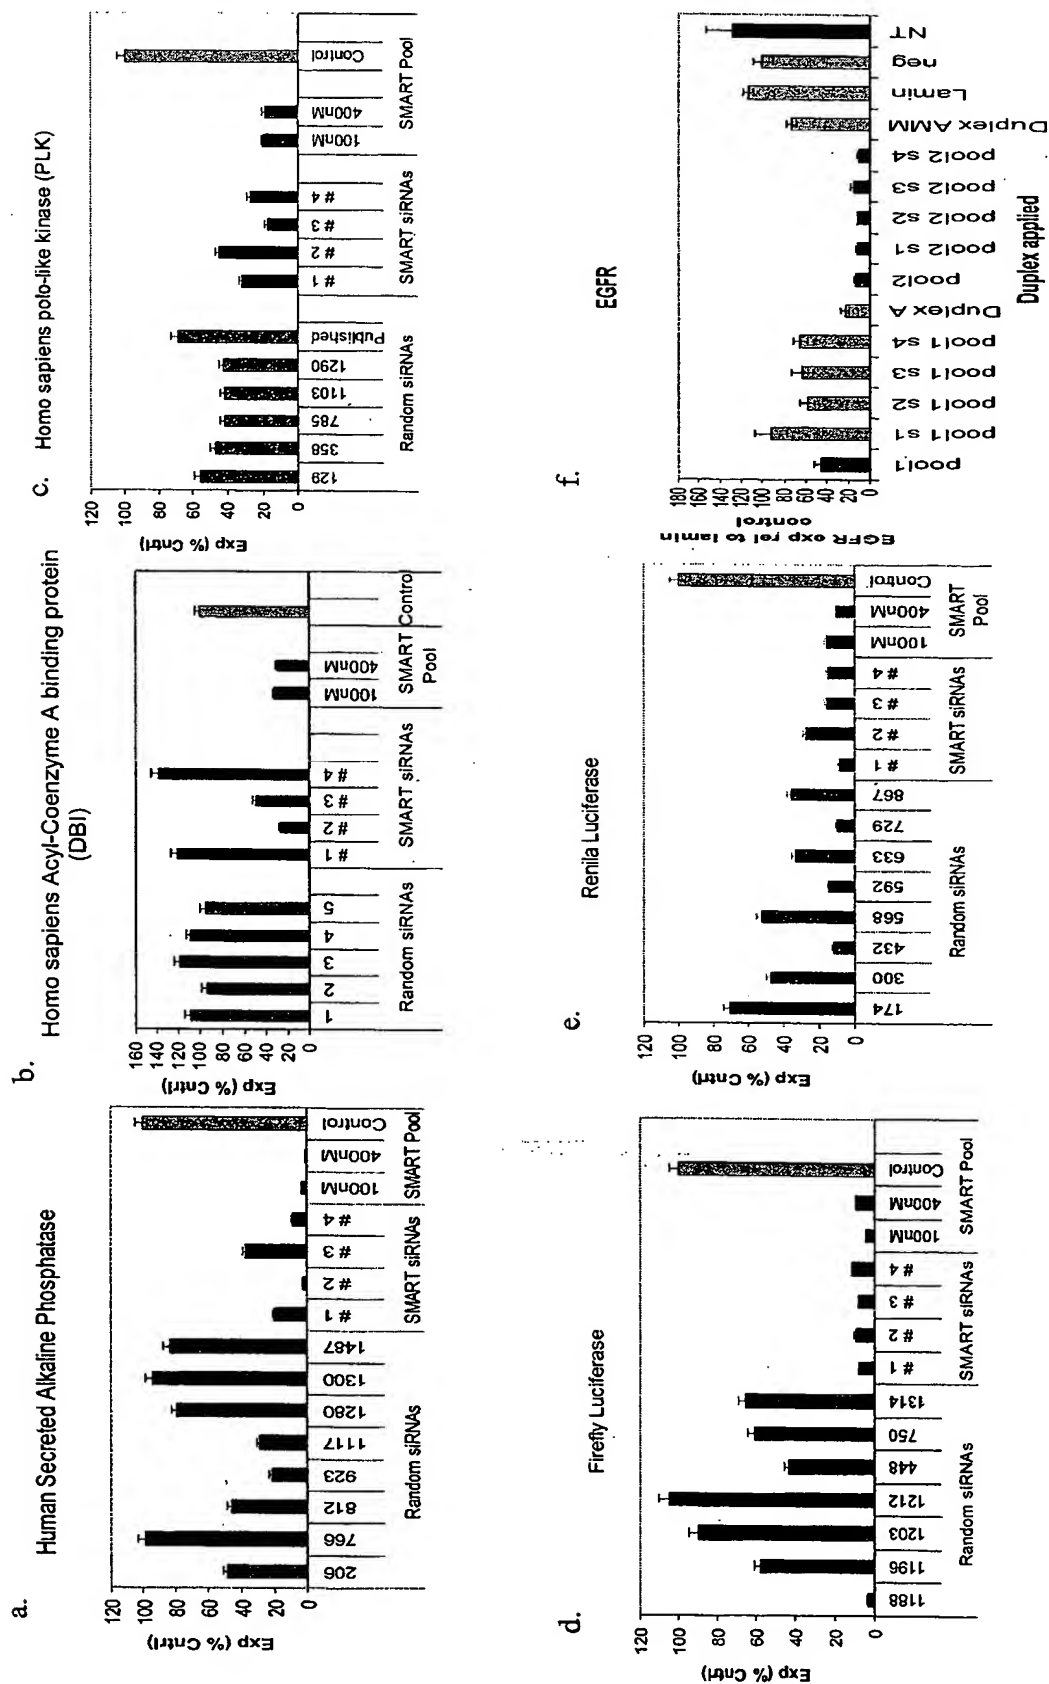 a.
Human Secreted Alkaline Phosphatase
Exp (% Cntrl)
120
100
80
60
40
20
0
206
766
812
923
1117
1280
1300
1487
# 1
# 2
# 3
# 4
100nM
400nM
Control
Random siRNAs
SMART siRNAs
SMART Pool
b.
Homo sapiens Acyl-Coenzyme A binding protein
(DBI)
Exp (% Cntrl)
160
140
120
100
80
60
40
20
0
1
2
3
4
5
# 1
# 2
# 3
# 4
100nM
400nM
Random siRNAs
SMART siRNAs
SMART
Pool
Control
c.
Homo sapiens polo-like kinase (PLK)
Exp (% Cntrl)
120
100
80
60
40
20
0
129
358
785
1103
1290
Published
# 1
# 2
# 3
# 4
100nM
400nM
Control
Random siRNAs
SMART siRNAs
SMART Pool
d.
Firefly Luciferase
Exp (% Cntrl)
120
100
80
60
40
20
0
1188
1196
1203
1212
448
750
1314
# 1
# 2
# 3
# 4
100nM
400nM
Control
Random siRNAs
SMART siRNAs
SMART Pool
e.
Renila Luciferase
Exp (% Cntrl)
120
100
80
60
40
20
0
174
300
432
568
592
633
729
867
# 1
# 2
# 3
# 4
100nM
400nM
Control
Random siRNAs
SMART siRNAs
SMART
Pool
f.
EGFR
EGFR exp rel to lamin
control
180
160
140
120
100
80
60
40
20
0
pool1
pool1 s1
pool1 s2
pool1 s3
pool1 s4
Duplex A
pool2
pool2 s1
pool2 s2
pool2 s3
pool2 s4
Duplex AMM
Lamin
neg
NT
Duplex applied